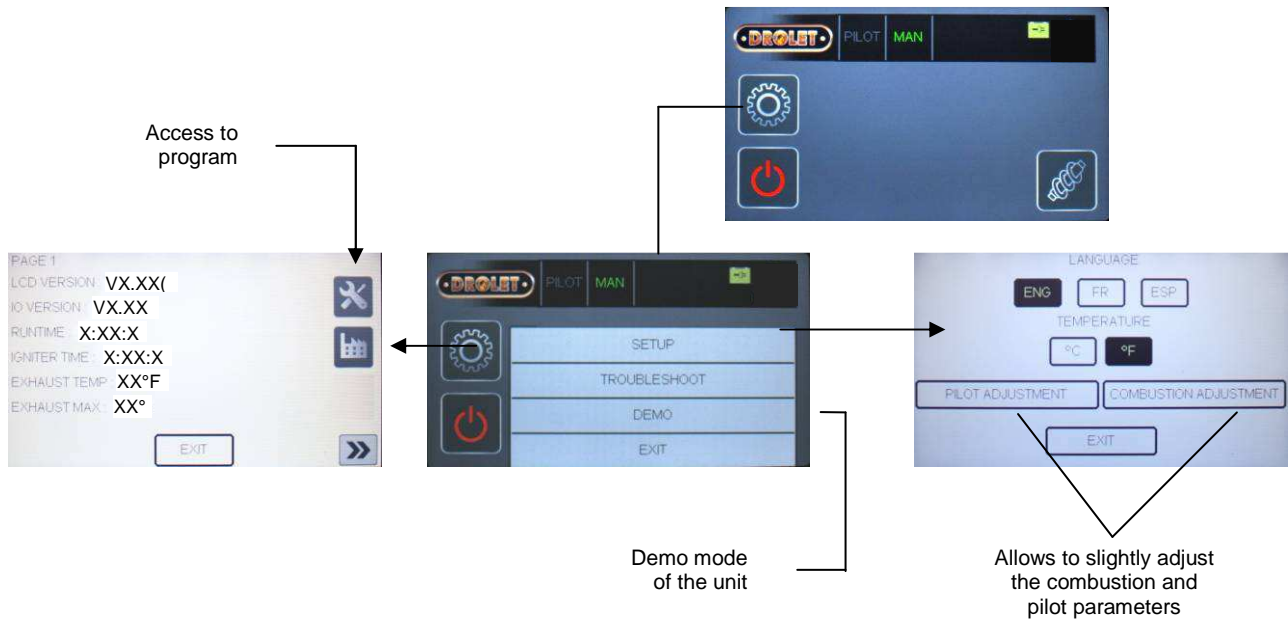 DROLET PILOT MAN
Access to
program
PAGE 1
LCD VERSION : VX.XX(
IO VERSION : VX.XX
RUNTIME : X:XX:X
IGNITER TIME : X:XX:X
EXHAUST TEMP : XX°F
EXHAUST MAX : XX°
EXIT
DROLET PILOT MAN
SETUP
TROUBLESHOOT
DEMO
EXIT
LANGUAGE
ENG FR ESP
TEMPERATURE
°C °F
PILOT ADJUSTMENT COMBUSTION ADJUSTMENT
EXIT
Demo mode
of the unit
Allows to slightly adjust
the combustion and
pilot parameters